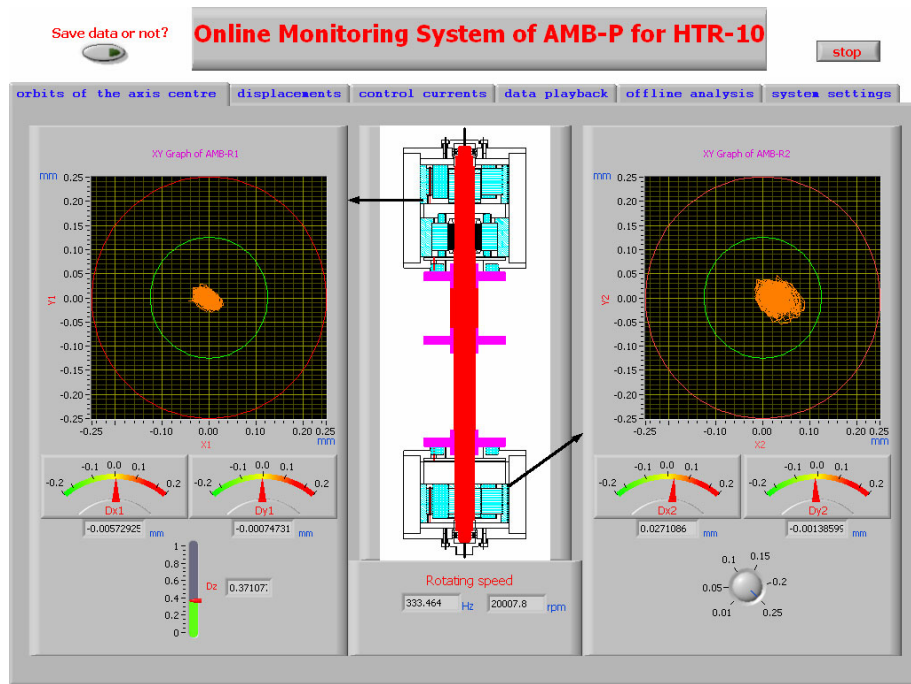 Save data or not?
Online Monitoring System of AMB-P for HTR-10
stop
orbits of the axis centre
displacements
control currents
data playback
offline analysis
system settings
XY Graph of AMB-R1
mm
0.25
0.20
0.15
0.10
0.05
0.00
-0.05
-0.10
-0.15
-0.20
-0.25
Y1
-0.25 -0.10 0.00 0.10 0.20 0.25
X1
mm
-0.2 -0.1 0.0 0.1 0.2
Dx1
-0.00572925 mm
-0.2 -0.1 0.0 0.1 0.2
Dy1
-0.00074731 mm
1
0.8
0.6
0.4
0.2
0
Dz 0.37107
Rotating speed
333.464 Hz 20007.8 rpm
XY Graph of AMB-R2
mm
0.25
0.20
0.15
0.10
0.05
0.00
-0.05
-0.10
-0.15
-0.20
-0.25
Y2
-0.25 -0.10 0.00 0.10 0.20 0.25
X2
mm
-0.2 -0.1 0.0 0.1 0.2
Dx2
0.0271086 mm
-0.2 -0.1 0.0 0.1 0.2
Dy2
-0.0013859 mm
0.1 0.15
0.05 0.2
0.01 0.25